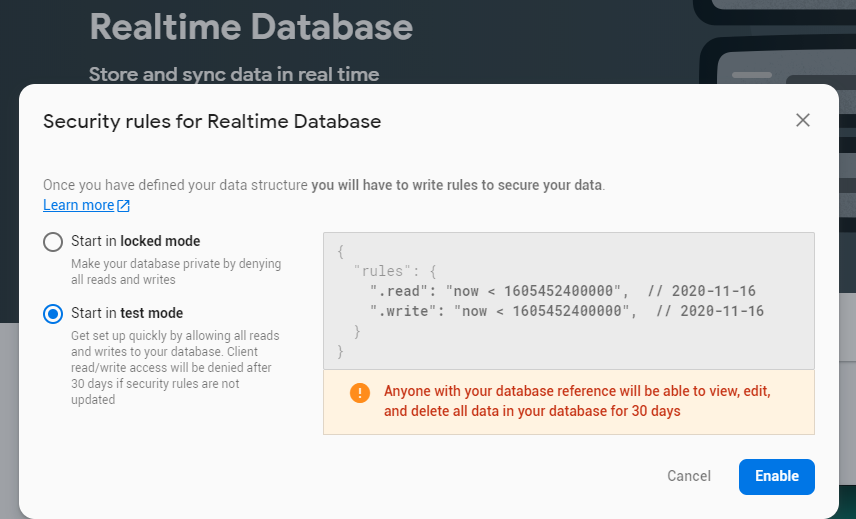 Realtime Database
Store and sync data in real time
Security rules for Realtime Database
Once you have defined your data structure you will have to write rules to secure your data.
Learn more
Start in locked mode
Make your database private by denying
all reads and writes
Start in test mode
Get set up quickly by allowing all reads
and writes to your database. Client
read/write access will be denied after
30 days if security rules are not
updated
{
  "rules": {
    ".read": "now < 1605452400000",  // 2020-11-16
    ".write": "now < 1605452400000",  // 2020-11-16
  }
}
Anyone with your database reference will be able to view, edit,
and delete all data in your database for 30 days
Cancel
Enable